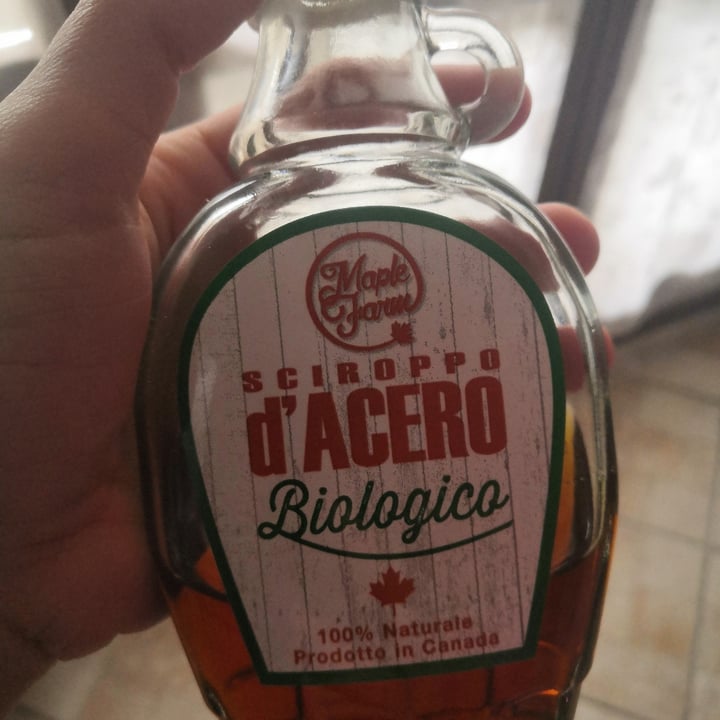 Maple
Farm
SCIROPPO
d'ACERO
Biologico
100% Naturale
Prodotto in Canada